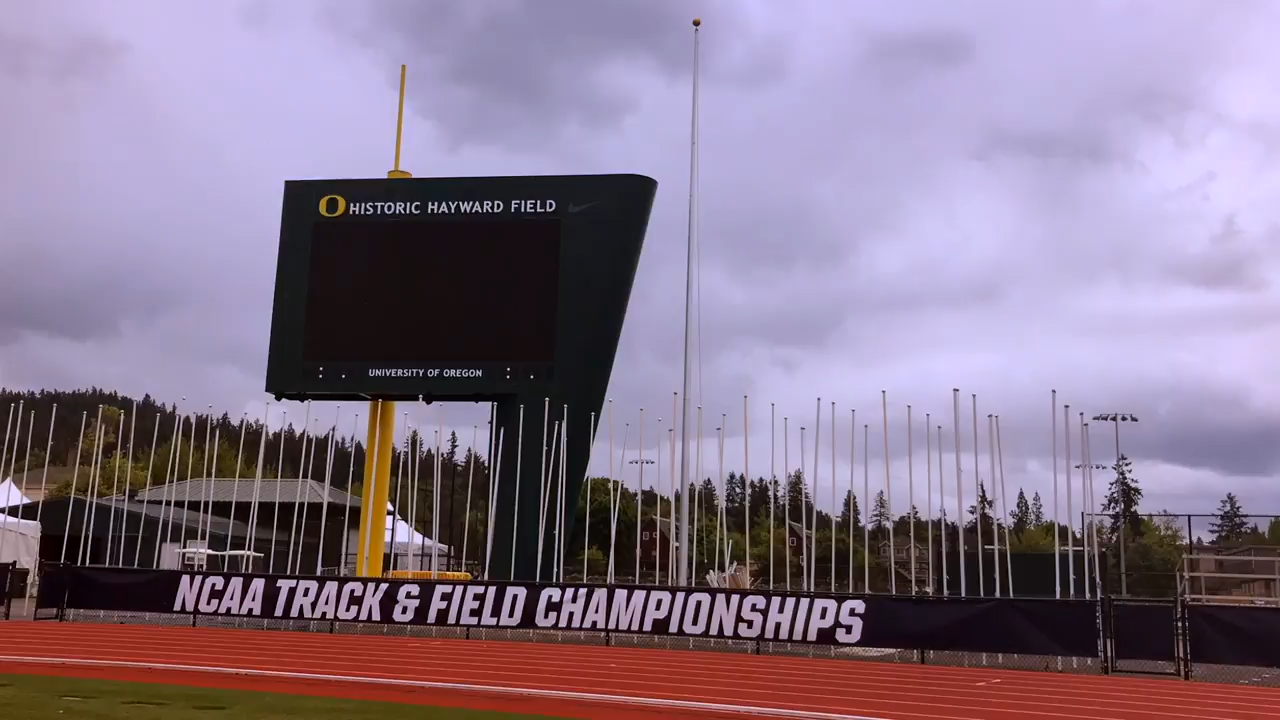 O HISTORIC HAYWARD FIELD
UNIVERSITY OF OREGON
NCAA TRACK & FIELD CHAMPIONSHIPS